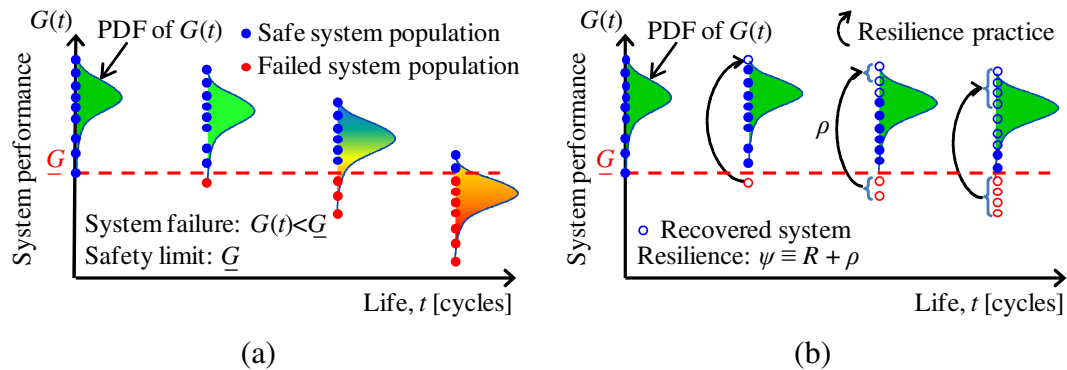 G(t)
PDF of G(t)
Safe system population
Failed system population
System performance
G
System failure: G(t)<G
Safety limit: G
Life, t [cycles]
(a)
G(t)
PDF of G(t)
Resilience practice
System performance
G
ρ
Recovered system
Resilience: ψ ≡ R + ρ
Life, t [cycles]
(b)